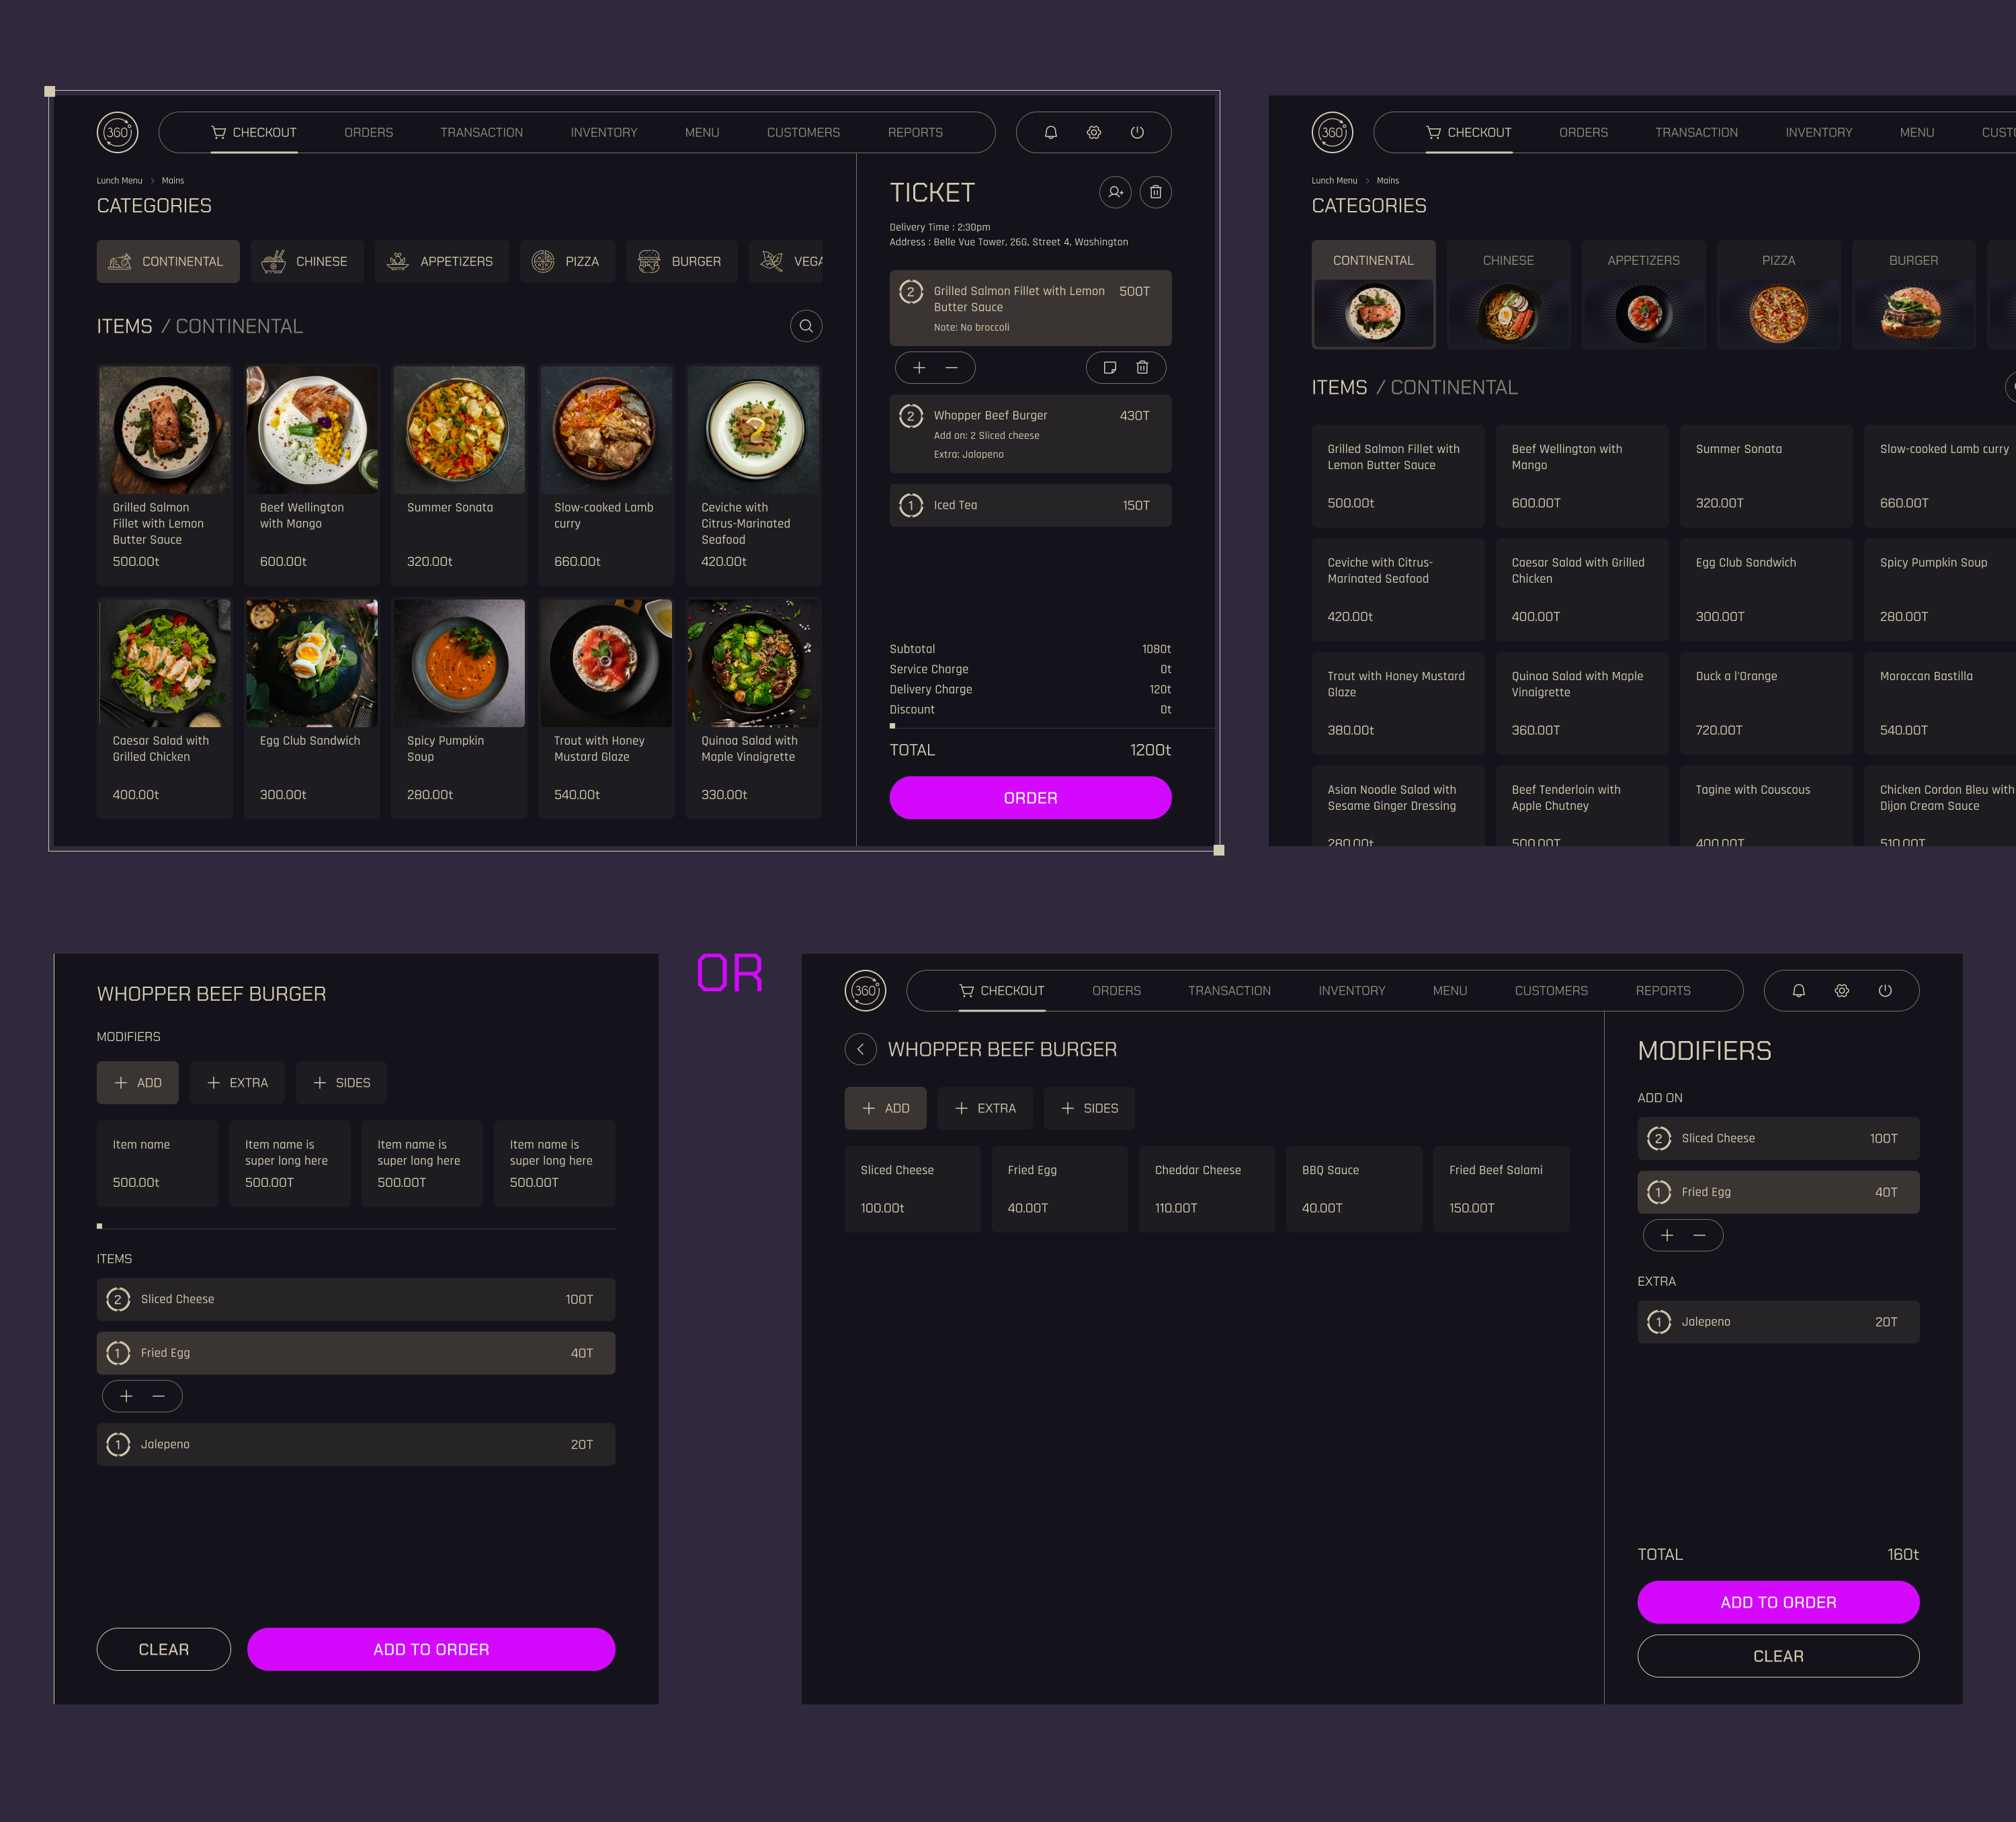 360°
CHECKOUT
ORDERS
TRANSACTION
INVENTORY
MENU
CUSTOMERS
REPORTS
Lunch Menu > Mains
CATEGORIES
CONTINENTAL
CHINESE
APPETIZERS
PIZZA
BURGER
VEGA
ITEMS / CONTINENTAL
Grilled Salmon
Fillet with Lemon
Butter Sauce
500.00t
Beef Wellington
with Mango
600.00t
Summer Sonata
320.00t
Slow-cooked Lamb
curry
660.00t
Ceviche with
Citrus-Marinated
Seafood
420.00t
Caesar Salad with
Grilled Chicken
400.00t
Egg Club Sandwich
300.00t
Spicy Pumpkin
Soup
280.00t
Trout with Honey
Mustard Glaze
540.00t
Quinoa Salad with
Maple Vinaigrette
330.00t
TICKET
Delivery Time : 2:30pm
Address : Belle Vue Tower, 26G, Street 4, Washington
2 Grilled Salmon Fillet with Lemon 500T
Butter Sauce
Note: No broccoli
2 Whopper Beef Burger 430T
Add on: 2 Sliced cheese
Extra: Jalapeno
1 Iced Tea 150T
Subtotal 1080t
Service Charge 0t
Delivery Charge 120t
Discount 0t
TOTAL 1200t
ORDER
360°
CHECKOUT
ORDERS
TRANSACTION
INVENTORY
MENU
CUSTO
Lunch Menu > Mains
CATEGORIES
CONTINENTAL
CHINESE
APPETIZERS
PIZZA
BURGER
ITEMS / CONTINENTAL
Grilled Salmon Fillet with
Lemon Butter Sauce
500.00t
Beef Wellington with
Mango
600.00T
Summer Sonata
320.00T
Slow-cooked Lamb curry
660.00T
Ceviche with Citrus-
Marinated Seafood
420.00t
Caesar Salad with Grilled
Chicken
400.00T
Egg Club Sandwich
300.00T
Spicy Pumpkin Soup
280.00T
Trout with Honey Mustard
Glaze
380.00t
Quinoa Salad with Maple
Vinaigrette
360.00T
Duck a l'Orange
720.00T
Moroccan Bastilla
540.00T
Asian Noodle Salad with
Sesame Ginger Dressing
280.00t
Beef Tenderloin with
Apple Chutney
500.00T
Tagine with Couscous
400.00T
Chicken Cordon Bleu with
Dijon Cream Sauce
510.00T
WHOPPER BEEF BURGER
MODIFIERS
+ ADD
+ EXTRA
+ SIDES
Item name
500.00t
Item name is
super long here
500.00T
Item name is
super long here
500.00T
Item name is
super long here
500.00T
ITEMS
2 Sliced Cheese 100T
1 Fried Egg 40T
+ −
1 Jalepeno 20T
CLEAR
ADD TO ORDER
OR
360°
CHECKOUT
ORDERS
TRANSACTION
INVENTORY
MENU
CUSTOMERS
REPORTS
WHOPPER BEEF BURGER
+ ADD
+ EXTRA
+ SIDES
Sliced Cheese
100.00t
Fried Egg
40.00T
Cheddar Cheese
110.00T
BBQ Sauce
40.00T
Fried Beef Salami
150.00T
MODIFIERS
ADD ON
2 Sliced Cheese 100T
1 Fried Egg 40T
+ −
EXTRA
1 Jalepeno 20T
TOTAL 160t
ADD TO ORDER
CLEAR